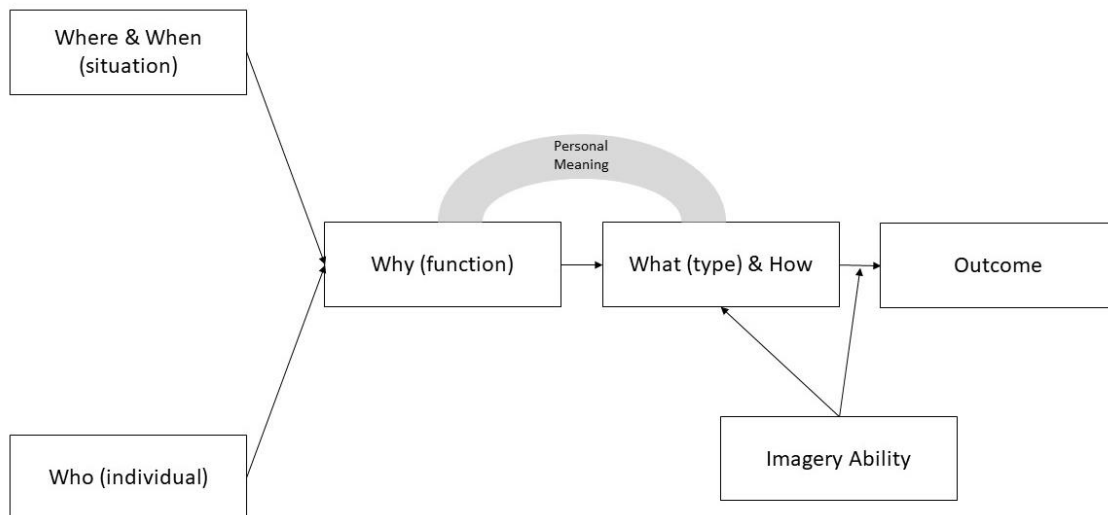 Where & When
(situation)
Personal
Meaning
Why (function)
What (type) & How
Outcome
Who (individual)
Imagery Ability